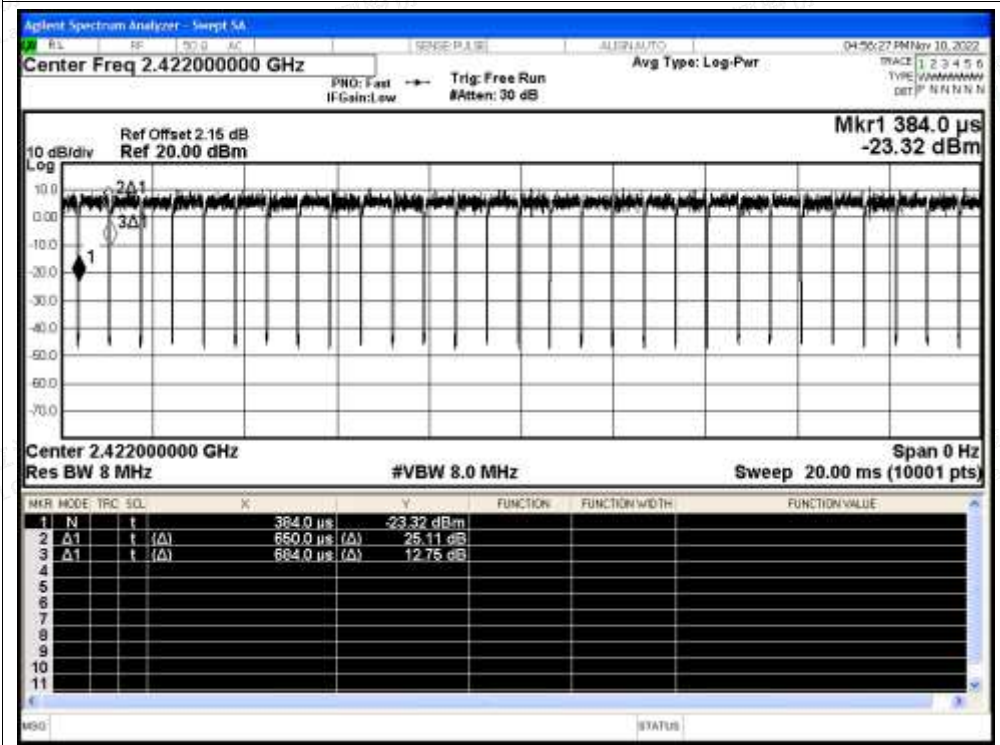 Agilent Spectrum Analyzer - Swept SA
RL RF 50 Ω AC SENSE:PULSE ALIGN AUTO 04:56:27 PM Nov 10, 2022
Center Freq 2.422000000 GHz
Avg Type: Log-Pwr
TRACE 1 2 3 4 5 6
TYPE
DET P N N N N N
PNO: Fast
IFGain:Low
Trig: Free Run
#Atten: 30 dB
Mkr1 384.0 µs
-23.32 dBm
Ref Offset 2.15 dB
10 dB/div Ref 20.00 dBm
Log
10.0
0.00
-10.0
-20.0
-30.0
-40.0
-50.0
-60.0
-70.0
2Δ1
3Δ1
1
Center 2.422000000 GHz Span 0 Hz
Res BW 8 MHz #VBW 8.0 MHz Sweep 20.00 ms (10001 pts)
MKR MODE TRC SCL X Y FUNCTION FUNCTION WIDTH FUNCTION VALUE
1 N t 384.0 µs -23.32 dBm
2 Δ1 t (Δ) 650.0 µs (Δ) 25.11 dB
3 Δ1 t (Δ) 684.0 µs (Δ) 12.75 dB
4
5
6
7
8
9
10
11
MSG STATUS